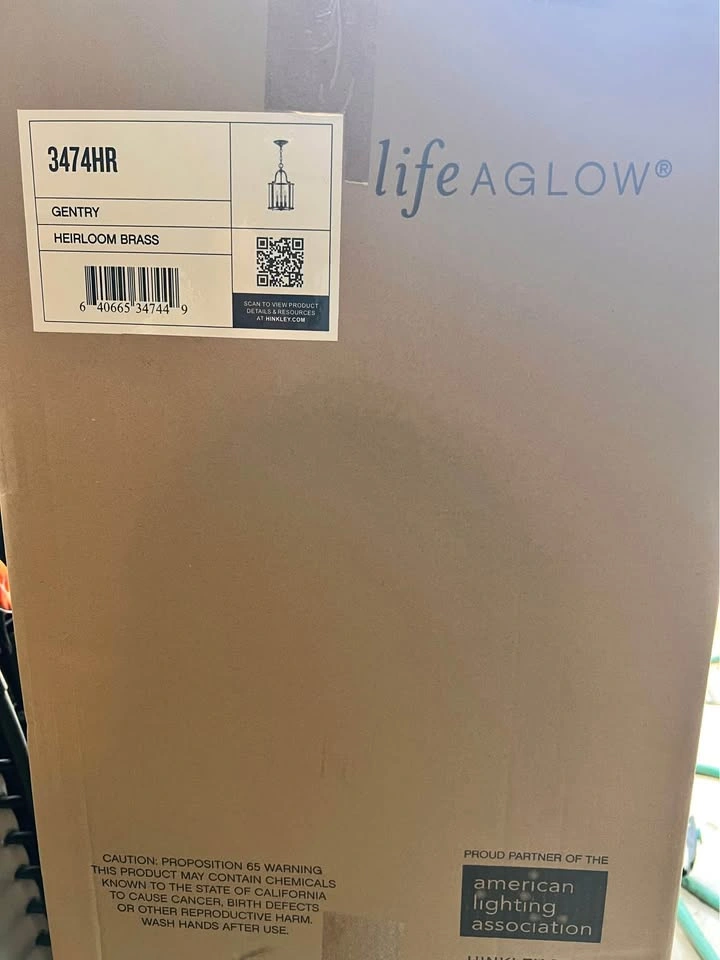 3474HR
GENTRY
HEIRLOOM BRASS
6 40665 34744 9
SCAN TO VIEW PRODUCT
DETAILS & RESOURCES
AT HINKLEY.COM
life AGLOW®
CAUTION: PROPOSITION 65 WARNING
THIS PRODUCT MAY CONTAIN CHEMICALS
KNOWN TO THE STATE OF CALIFORNIA
TO CAUSE CANCER, BIRTH DEFECTS
OR OTHER REPRODUCTIVE HARM.
WASH HANDS AFTER USE.
PROUD PARTNER OF THE
american
lighting
association